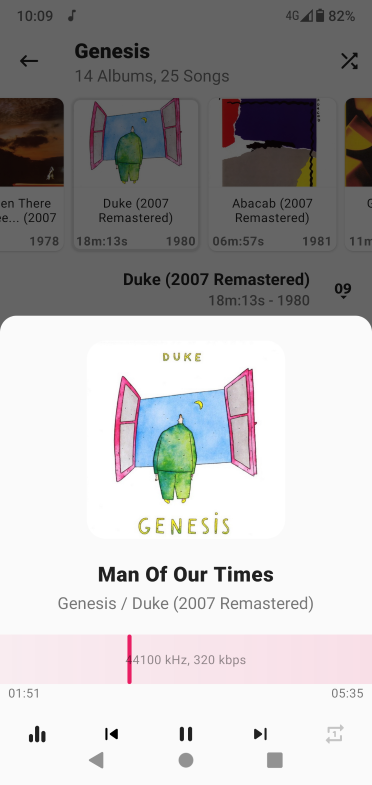 10:09
4G 82%
Genesis
14 Albums, 25 Songs
en There
ee... (2007
1978
Duke (2007
Remastered)
18m:13s 1980
Abacab (2007
Remastered)
06m:57s 1981
11m
Duke (2007 Remastered)
18m:13s - 1980
09
DUKE
GENESIS
Man Of Our Times
Genesis / Duke (2007 Remastered)
44100 kHz, 320 kbps
01:51
05:35
1